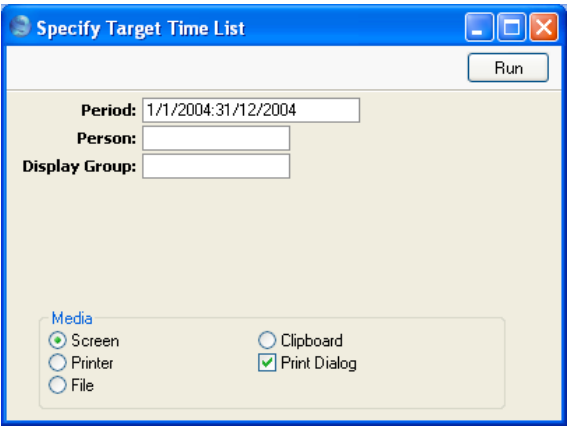 Specify Target Time List
Run
Period: 1/1/2004:31/12/2004
Person:
Display Group:
Media
Screen Clipboard
Printer Print Dialog
File